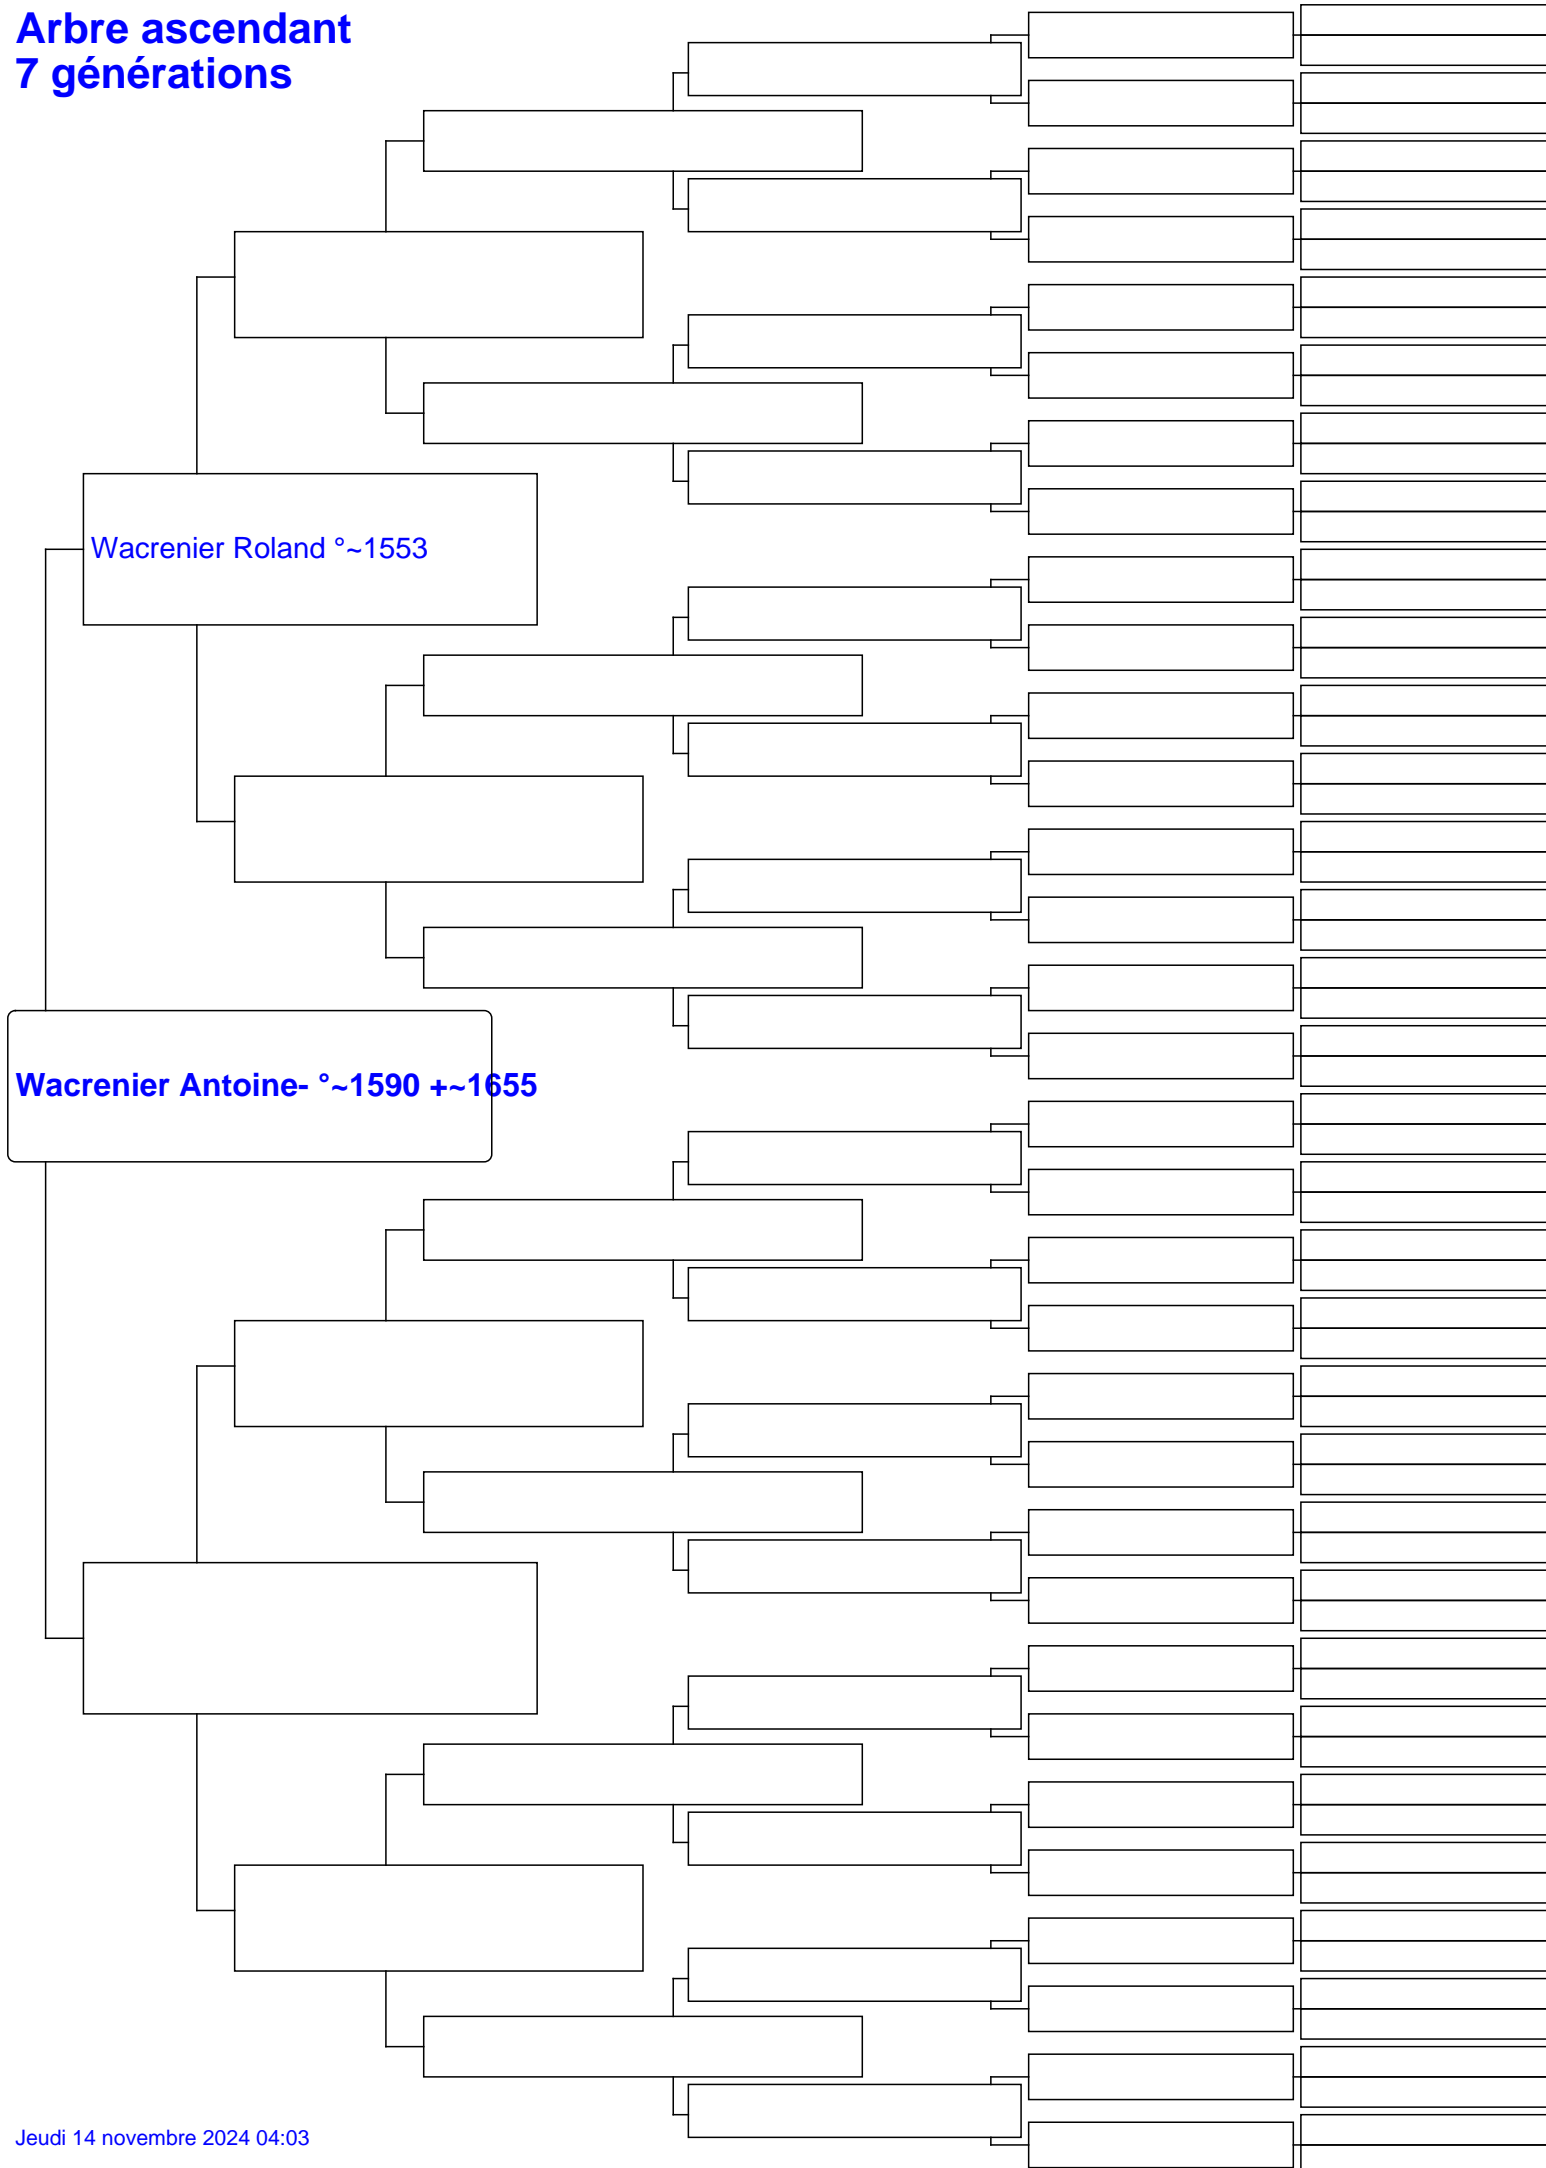 Arbre ascendant
7 générations
Wacrenier Roland °~1553
Wacrenier Antoine- °~1590 +~1655
Jeudi 14 novembre 2024 04:03